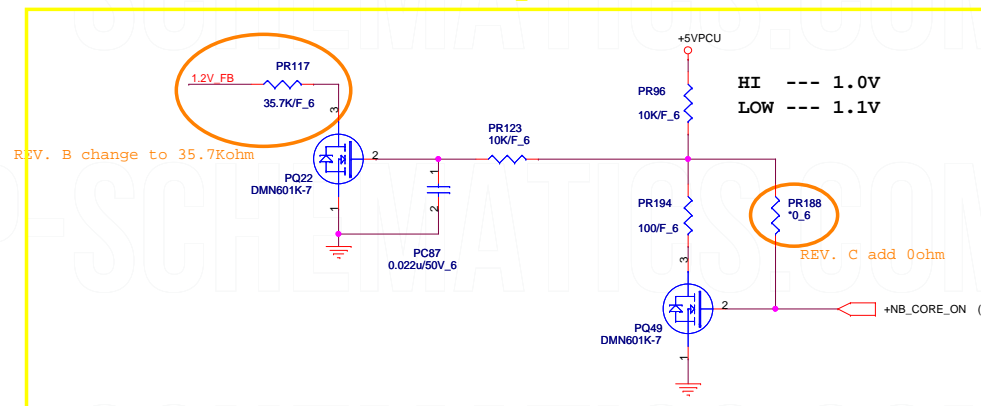 +5VPCU
PR117
1.2V_FB
35.7K/F_6
3
HI --- 1.0V
LOW --- 1.1V
PR96
10K/F_6
REV. B change to 35.7Kohm
PR123
10K/F_6
2
PQ22
DMN601K-7
1
1
2
PC87
0.022u/50V_6
PR194
100/F_6
PR188
*0_6
REV. C add 0ohm
3
2
PQ49
DMN601K-7
1
+NB_CORE_ON (
SCHEMATICS.COM